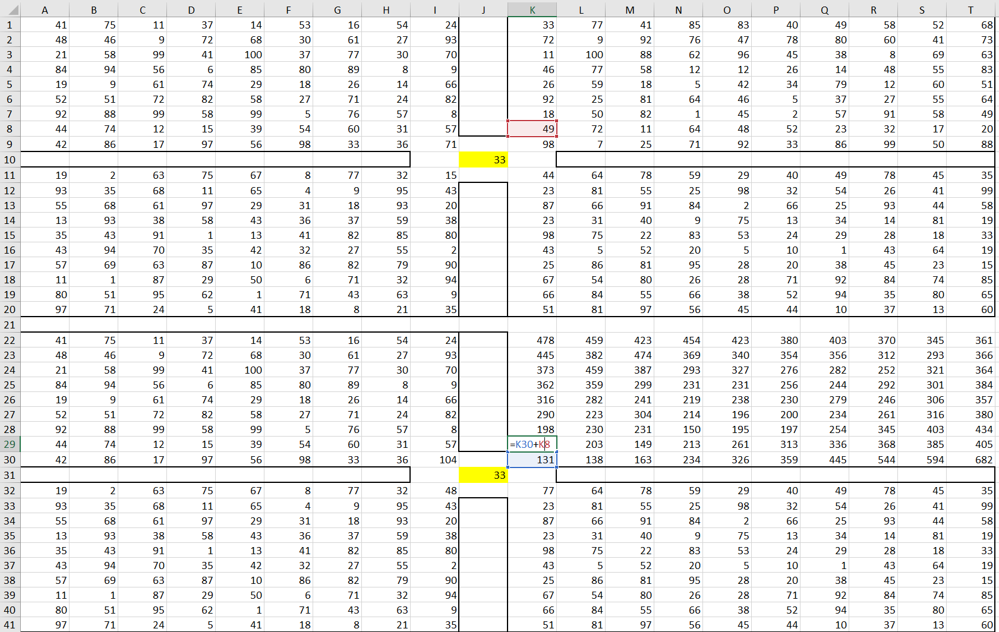 A B C D E F G H I J K L M N O P Q R S T
1 41 75 11 37 14 53 16 54 24 33 77 41 85 83 40 49 58 52 68
2 48 46 9 72 68 30 61 27 93 72 9 92 76 47 78 80 60 41 73
3 21 58 99 41 100 37 77 30 70 11 100 88 62 96 45 38 8 69 63
4 84 94 56 6 85 80 89 8 9 46 77 58 12 12 26 14 48 55 83
5 19 9 61 74 29 18 26 14 66 26 59 18 5 42 34 79 12 60 51
6 52 51 72 82 58 27 71 24 82 92 25 81 64 46 5 37 27 55 64
7 92 88 99 58 99 5 76 57 8 18 50 82 1 45 2 57 91 58 49
8 44 74 12 15 39 54 60 31 57 49 72 11 64 48 52 23 32 17 20
9 42 86 17 97 56 98 33 36 71 98 7 25 71 92 33 86 99 50 88
10 33
11 19 2 63 75 67 8 77 32 15 44 64 78 59 29 40 49 78 45 35
12 93 35 68 11 65 4 9 95 43 23 81 55 25 98 32 54 26 41 99
13 55 68 61 97 29 31 18 93 20 87 66 91 84 2 66 25 93 44 58
14 13 93 38 58 43 36 37 59 38 23 31 40 9 75 13 34 14 81 19
15 35 43 91 1 13 41 82 85 80 98 75 22 83 53 24 29 28 18 33
16 43 94 70 35 42 32 27 55 2 43 5 52 20 5 10 1 43 64 19
17 57 69 63 87 10 86 82 79 90 25 86 81 95 28 20 38 45 23 15
18 11 1 87 29 50 6 71 32 94 67 54 80 26 28 71 92 84 74 85
19 80 51 95 62 1 71 43 63 9 66 84 55 66 38 52 94 35 80 65
20 97 71 24 5 41 18 8 21 35 51 81 97 56 45 44 10 37 13 60
21
22 41 75 11 37 14 53 16 54 24 478 459 423 454 423 380 403 370 345 361
23 48 46 9 72 68 30 61 27 93 445 382 474 369 340 354 356 312 293 366
24 21 58 99 41 100 37 77 30 70 373 459 387 293 327 276 282 252 321 364
25 84 94 56 6 85 80 89 8 9 362 359 299 231 231 256 244 292 301 384
26 19 9 61 74 29 18 26 14 66 316 282 241 219 238 230 279 246 306 357
27 52 51 72 82 58 27 71 24 82 290 223 304 214 196 200 234 261 316 380
28 92 88 99 58 99 5 76 57 8 198 230 231 150 195 197 254 345 403 434
29 44 74 12 15 39 54 60 31 57 =K30+K8 203 149 213 261 313 336 368 385 405
30 42 86 17 97 56 98 33 36 104 131 138 163 234 326 359 445 544 594 682
31 33
32 19 2 63 75 67 8 77 32 48 77 64 78 59 29 40 49 78 45 35
33 93 35 68 11 65 4 9 95 43 23 81 55 25 98 32 54 26 41 99
34 55 68 61 97 29 31 18 93 20 87 66 91 84 2 66 25 93 44 58
35 13 93 38 58 43 36 37 59 38 23 31 40 9 75 13 34 14 81 19
36 35 43 91 1 13 41 82 85 80 98 75 22 83 53 24 29 28 18 33
37 43 94 70 35 42 32 27 55 2 43 5 52 20 5 10 1 43 64 19
38 57 69 63 87 10 86 82 79 90 25 86 81 95 28 20 38 45 23 15
39 11 1 87 29 50 6 71 32 94 67 54 80 26 28 71 92 84 74 85
40 80 51 95 62 1 71 43 63 9 66 84 55 66 38 52 94 35 80 65
41 97 71 24 5 41 18 8 21 35 51 81 97 56 45 44 10 37 13 60